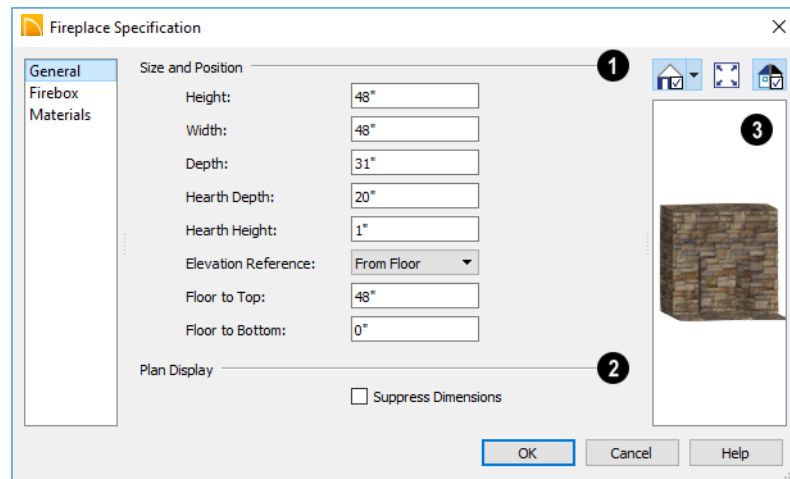 Fireplace Specification
General
Firebox
Materials
Size and Position
1
Height: 48"
Width: 48"
Depth: 31"
Hearth Depth: 20"
Hearth Height: 1"
Elevation Reference: From Floor
Floor to Top: 48"
Floor to Bottom: 0"
Plan Display
2
Suppress Dimensions
3
OK Cancel Help